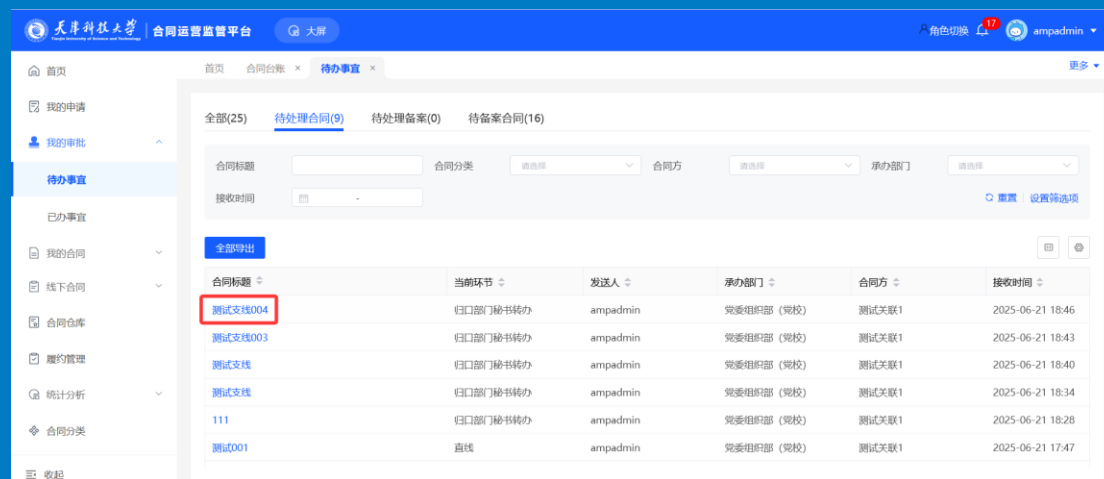 天津科技大学 合同运营监管平台 大屏 角色切换 17 ampadmin
Tianjin University of Science and Technology
首页 首页 合同台账 × 待办事宜 × 更多
我的申请
全部(25) 待处理合同(9) 待处理备案(0) 待备案合同(16)
我的审批
合同标题 合同分类 请选择 合同方 请选择 承办部门 请选择
待办事宜
接收时间 - 重置 设置筛选项
已办事宜
我的合同 全部导出
线下合同 合同标题 当前环节 发送人 承办部门 合同方 接收时间
测试支线004 归口部门秘书转办 ampadmin 党委组织部（党校） 测试关联1 2025-06-21 18:46
合同仓库
测试支线003 归口部门秘书转办 ampadmin 党委组织部（党校） 测试关联1 2025-06-21 18:43
履约管理
测试支线 归口部门秘书转办 ampadmin 党委组织部（党校） 测试关联1 2025-06-21 18:40
统计分析
测试支线 归口部门秘书转办 ampadmin 党委组织部（党校） 测试关联1 2025-06-21 18:34
111 归口部门秘书转办 ampadmin 党委组织部（党校） 测试关联1 2025-06-21 18:28
合同分类
测试001 直线 ampadmin 党委组织部（党校） 测试关联1 2025-06-21 17:47
收起